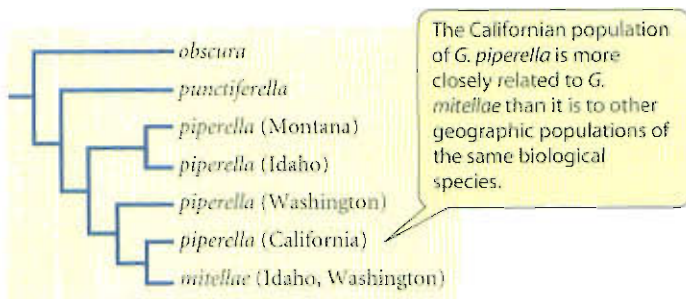 obscura
punctiferella
piperella (Montana)
piperella (Idaho)
piperella (Washington)
piperella (California)
mitellae (Idaho, Washington)
The Californian population
of G. piperella is more
closely related to G.
mitellae than it is to other
geographic populations of
the same biological
species.